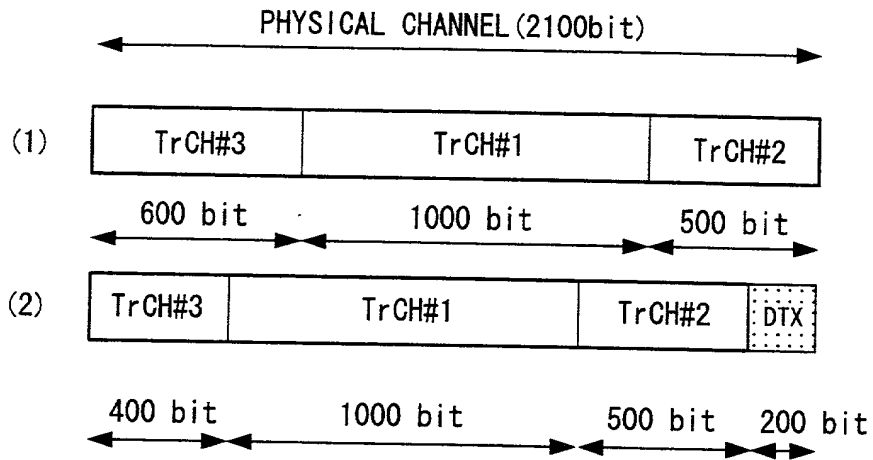 PHYSICAL CHANNEL(2100bit)
(1) TrCH#3 TrCH#1 TrCH#2
600 bit 1000 bit 500 bit
(2) TrCH#3 TrCH#1 TrCH#2 DTX
400 bit 1000 bit 500 bit 200 bit